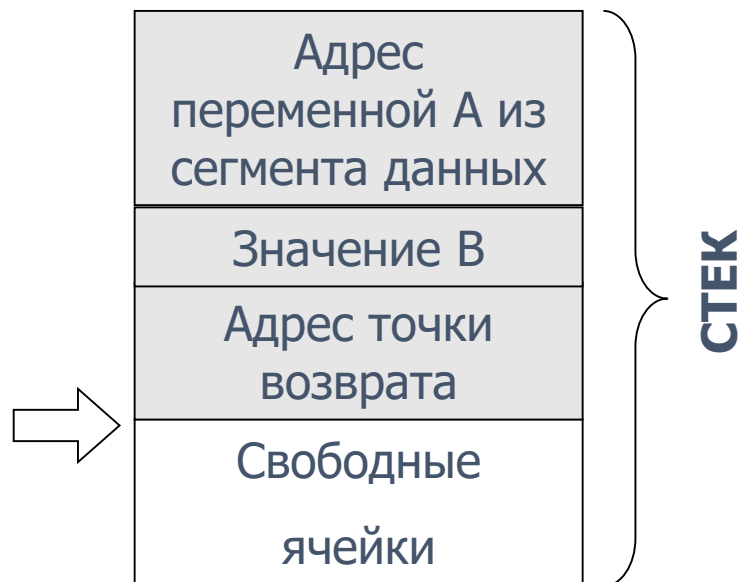 Адрес
переменной А из
сегмента данных
Значение В
Адрес точки
возврата
Свободные
ячейки
СТЕК